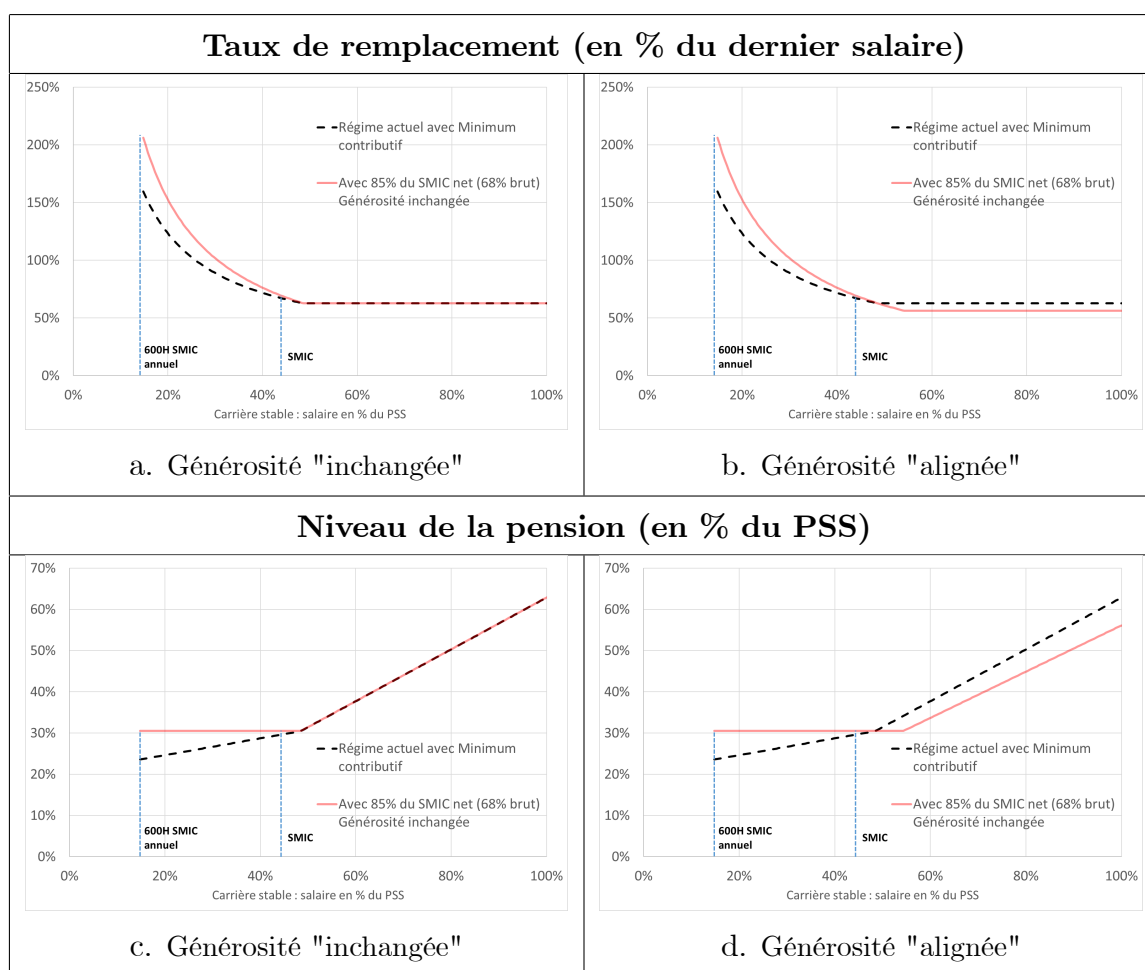 Taux de remplacement (en % du dernier salaire)
250%
200%
150%
100%
50%
0%
0%
20%
40%
60%
80%
100%
Régime actuel avec Minimum
contributif
Avec 85% du SMIC net (68% brut)
Générosité inchangée
600H SMIC
annuel
SMIC
Carrière stable : salaire en % du PSS
a. Générosité "inchangée"
250%
200%
150%
100%
50%
0%
0%
20%
40%
60%
80%
100%
Régime actuel avec Minimum
contributif
Avec 85% du SMIC net (68% brut)
Générosité inchangée
600H SMIC
annuel
SMIC
Carrière stable : salaire en % du PSS
b. Générosité "alignée"
Niveau de la pension (en % du PSS)
70%
60%
50%
40%
30%
20%
10%
0%
0%
20%
40%
60%
80%
100%
Régime actuel avec Minimum
contributif
Avec 85% du SMIC net (68% brut)
Générosité inchangée
600H SMIC
annuel
SMIC
Carrière stable : salaire en % du PSS
c. Générosité "inchangée"
70%
60%
50%
40%
30%
20%
10%
0%
0%
20%
40%
60%
80%
100%
Régime actuel avec Minimum
contributif
Avec 85% du SMIC net (68% brut)
Générosité inchangée
600H SMIC
annuel
SMIC
Carrière stable : salaire en % du PSS
d. Générosité "alignée"